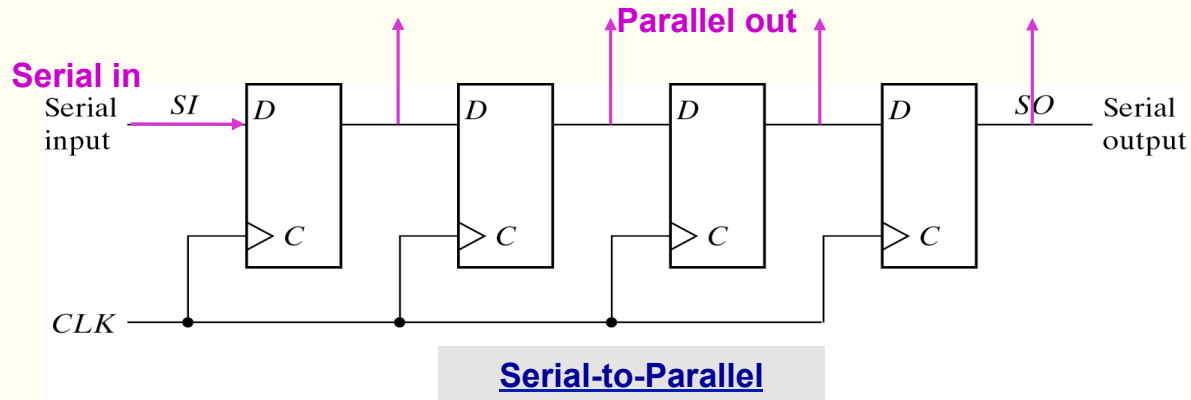 Parallel out
Serial in
Serial input
SI
D
D
D
D
SO
Serial output
C
C
C
C
CLK
Serial-to-Parallel